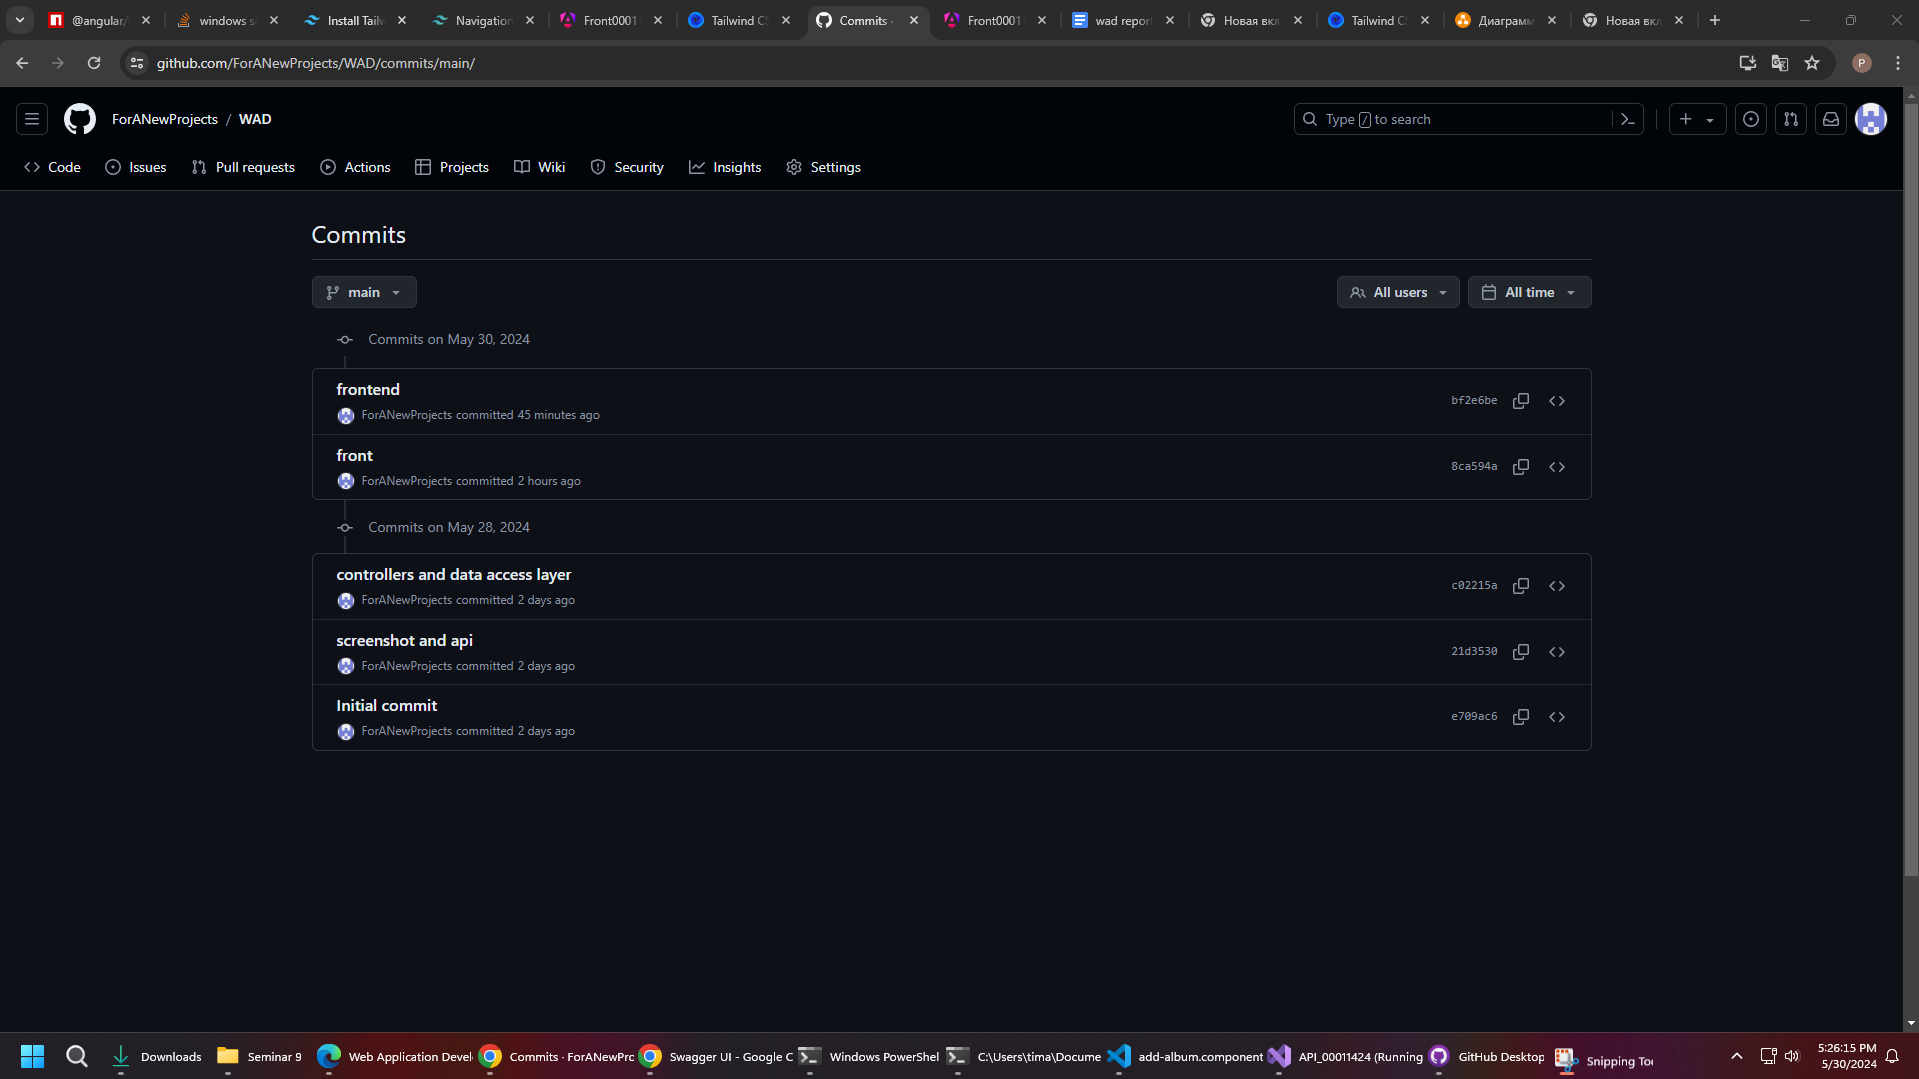 @angular/
windows se
Install Tailw
Navigation
Front0001
Tailwind CS
Commits ·
Front0001
wad report
Новая вкл
Tailwind CS
Диаграмм
Новая вкл
github.com/ForANewProjects/WAD/commits/main/
P
ForANewProjects / WAD
Type / to search
Code Issues Pull requests Actions Projects Wiki Security Insights Settings
Commits
main
All users
All time
Commits on May 30, 2024
frontend
ForANewProjects committed 45 minutes ago
bf2e6be
front
ForANewProjects committed 2 hours ago
8ca594a
Commits on May 28, 2024
controllers and data access layer
ForANewProjects committed 2 days ago
c02215a
screenshot and api
ForANewProjects committed 2 days ago
21d3530
Initial commit
ForANewProjects committed 2 days ago
e709ac6
Downloads
Seminar 9
Web Application Devel
Commits · ForANewPro
Swagger UI - Google C
Windows PowerShel
C:\Users\tima\Docume
add-album.component
API_00011424 (Running
GitHub Desktop
Snipping Too
5:26:15 PM
5/30/2024